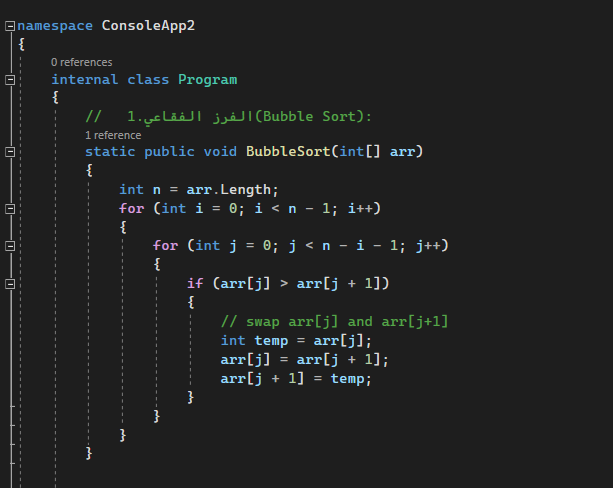 namespace ConsoleApp2
{
0 references
internal class Program
{
//   1.الفرز الفقاعي(Bubble Sort):
1 reference
static public void BubbleSort(int[] arr)
{
int n = arr.Length;
for (int i = 0; i < n - 1; i++)
{
for (int j = 0; j < n - i - 1; j++)
{
if (arr[j] > arr[j + 1])
{
// swap arr[j] and arr[j+1]
int temp = arr[j];
arr[j] = arr[j + 1];
arr[j + 1] = temp;
}
}
}
}